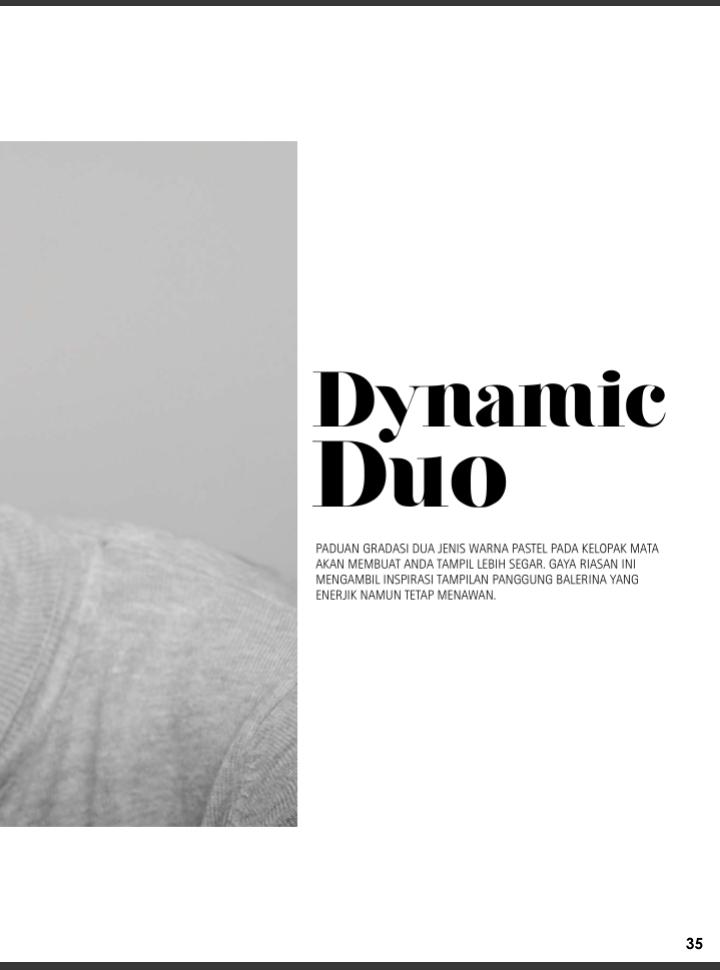 Dynamic
Duo
PADUAN GRADASI DUA JENIS WARNA PASTEL PADA KELOPAK MATA
AKAN MEMBUAT ANDA TAMPIL LEBIH SEGAR. GAYA RIASAN INI
MENGAMBIL INSPIRASI TAMPILAN PANGGUNG BALERINA YANG
ENERJIK NAMUN TETAP MENAWAN.
35